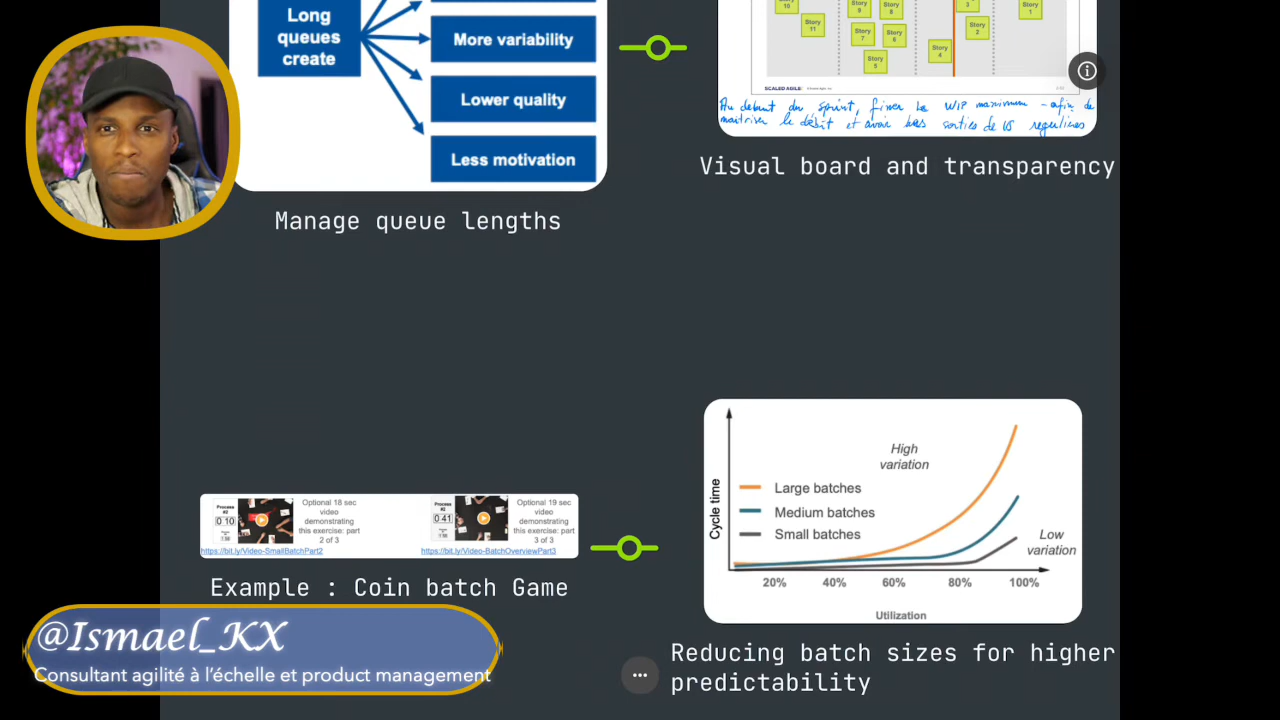 Long
queues
create
More variability
Lower quality
Less motivation
Manage queue lengths
Story
11
Story
9
Story
8
Story
7
Story
6
Story
5
Story
4
3
Story
2
Story
1
SCALED AGILE
Au début du sprint, fixer le WIP maximum - afin de
maîtriser le débit et avoir des sorties de US régulières
Visual board and transparency
Process
#2
0 10
Optional 18 sec
video
demonstrating
this exercise: part
2 of 3
https://bit.ly/Video-SmallBatchPart2
Process
#2
0 41
Optional 19 sec
video
demonstrating
this exercise: part
3 of 3
https://bit.ly/Video-BatchOverviewPart3
Example : Coin batch Game
Cycle time
High
variation
Large batches
Medium batches
Small batches
Low
variation
20% 40% 60% 80% 100%
Utilization
Reducing batch sizes for higher
predictability
@Ismael_KX
Consultant agilité à l'échelle et product management